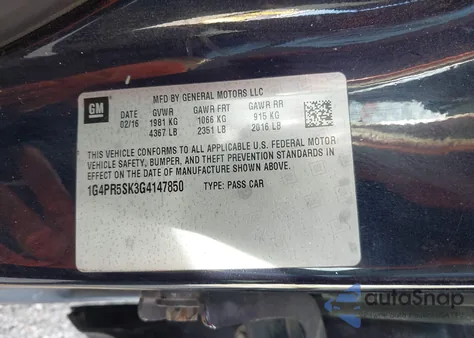 MFD BY GENERAL MOTORS LLC
GM
DATE GVWR GAWR FRT GAWR RR
02/16 1981 KG 1066 KG 915 KG
4367 LB 2351 LB 2016 LB
THIS VEHICLE CONFORMS TO ALL APPLICABLE U.S. FEDERAL MOTOR
VEHICLE SAFETY, BUMPER, AND THEFT PREVENTION STANDARDS IN
EFFECT ON THE DATE OF MANUFACTURE SHOWN ABOVE.
1G4PR5SK3G4147850 TYPE: PASS CAR
autoSnap